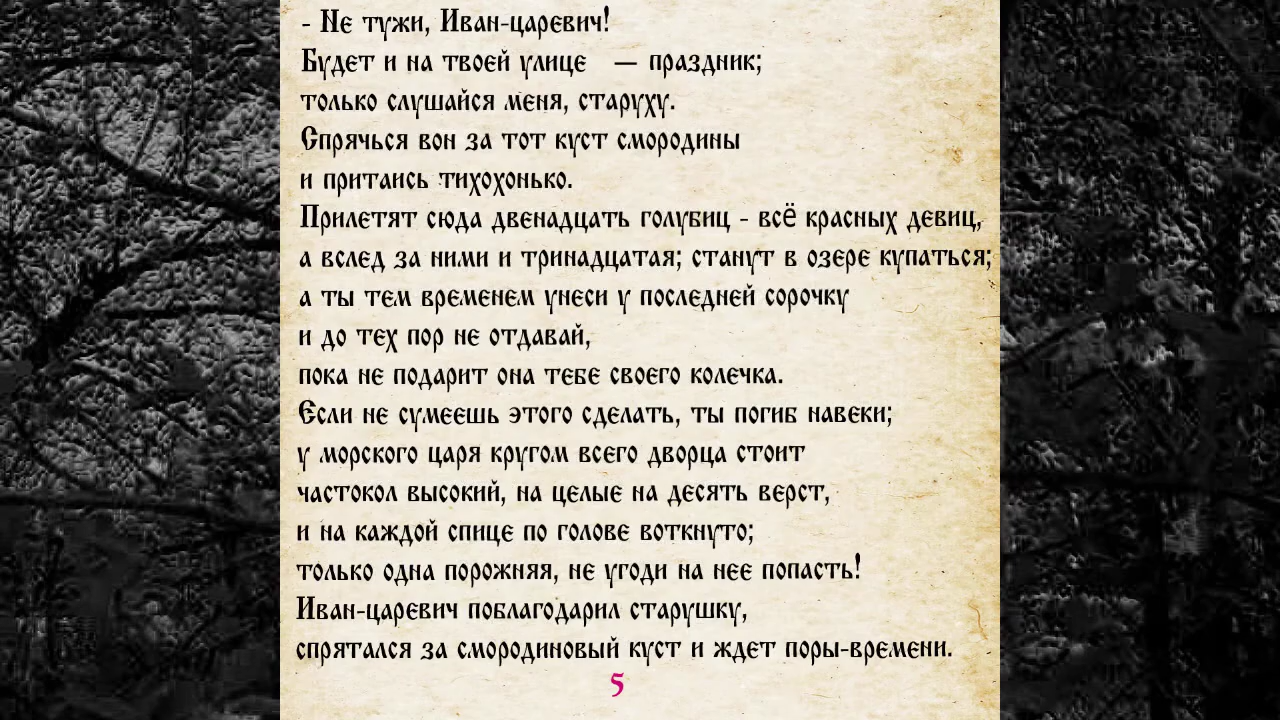 - Не тужи, Иван-царевич!
Будет и на твоей улице — праздник;
только слушайся меня, старуху.
Спрячься вон за тот куст смородины
и притаись тихохонько.
Прилетят сюда двенадцать голубиц - всё красных девиц,
а вслед за ними и тринадцатая; станут в озере купаться;
а ты тем временем унеси у последней сорочку
и до тех пор не отдавай,
пока не подарит она тебе своего колечка.
Если не сумеешь этого сделать, ты погиб навеки;
у морского царя кругом всего дворца стоит
частокол высокий, на целые на десять верст,
и на каждой спице по голове воткнуто;
только одна порожняя, не угоди на нее попасть!
Иван-царевич поблагодарил старушку,
спрятался за смородиновый куст и ждет поры-времени.
5